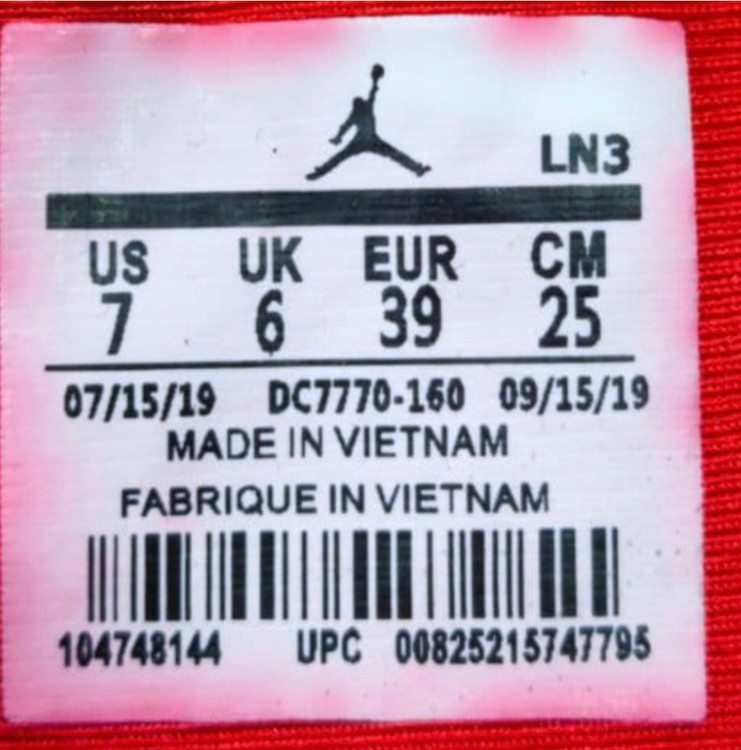 LN3
US UK EUR CM
7 6 39 25
07/15/19 DC7770-160 09/15/19
MADE IN VIETNAM
FABRIQUE IN VIETNAM
104748144 UPC 00825215747795